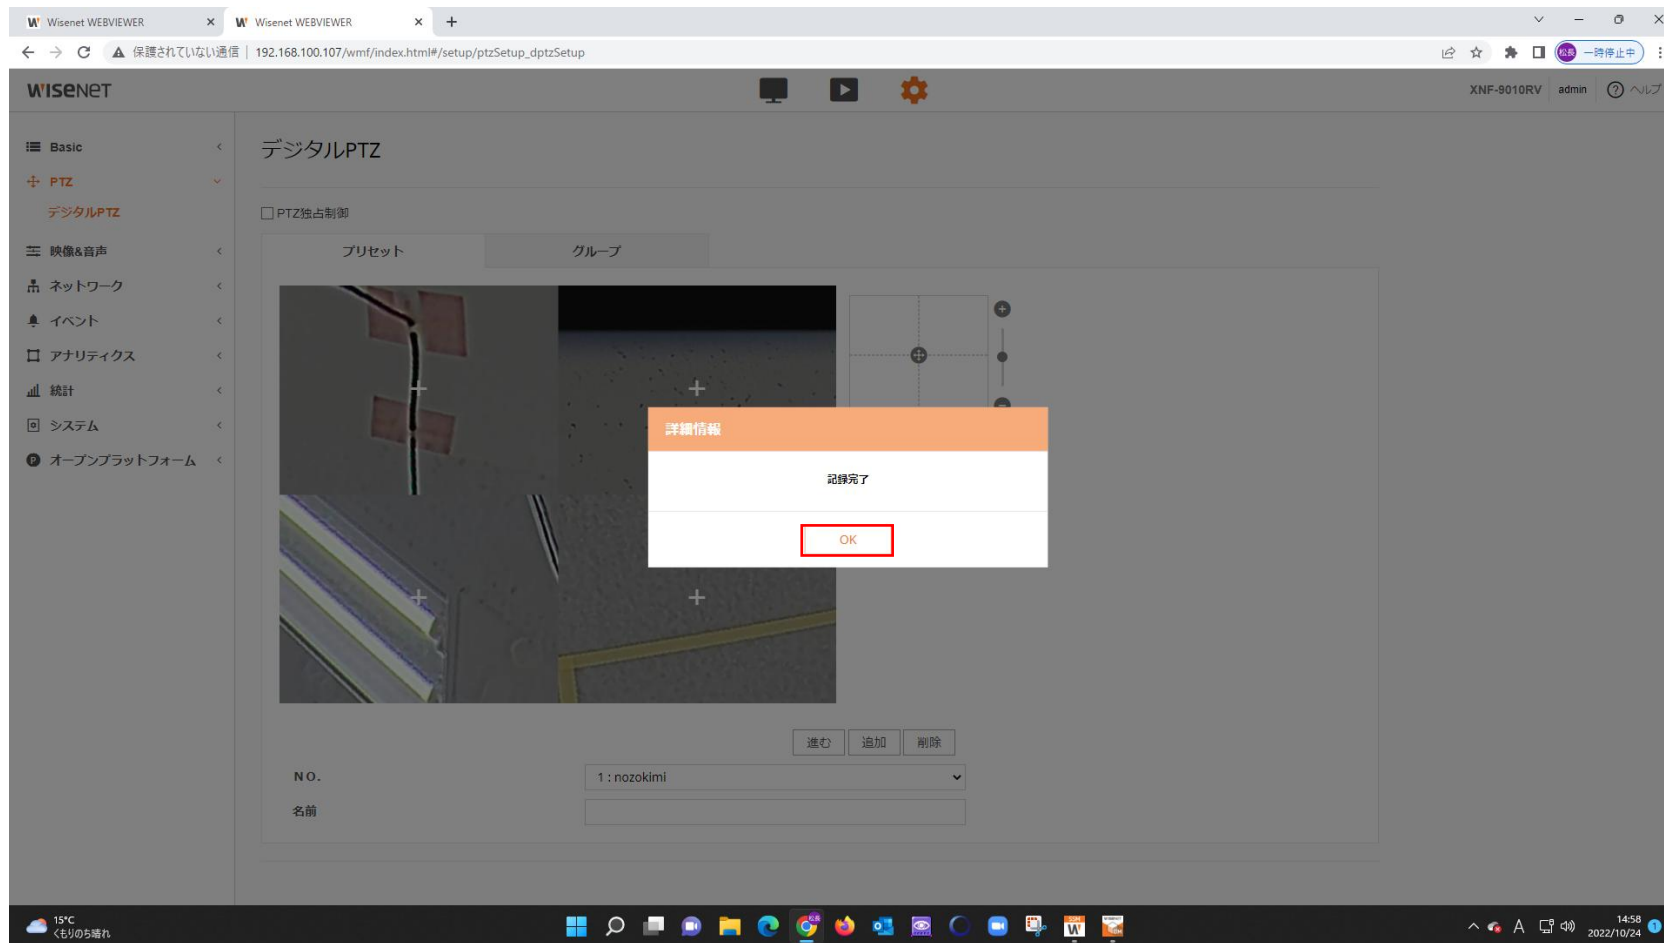 Wisenet WEBVIEWER
Wisenet WEBVIEWER
保護されていない通信 | 192.168.100.107/wmf/index.html#/setup/ptzSetup_dptzSetup
松長 一時停止中
WISENET
XNF-9010RV admin ヘルプ
Basic
PTZ
デジタルPTZ
映像&音声
ネットワーク
イベント
アナリティクス
統計
システム
オープンプラットフォーム
デジタルPTZ
PTZ独占制御
プリセット グループ
詳細情報
記録完了
OK
進む 追加 削除
NO. 1 : nozokimi
名前
15°C
くもりのち晴れ
A
14:58
2022/10/24
1